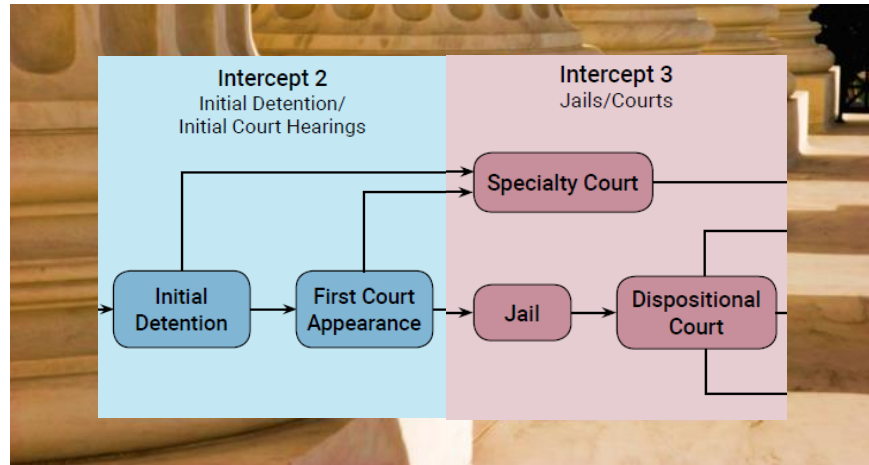 Intercept 2
Initial Detention/
Initial Court Hearings
Intercept 3
Jails/Courts
Specialty Court
Initial
Detention
First Court
Appearance
Jail
Dispositional
Court